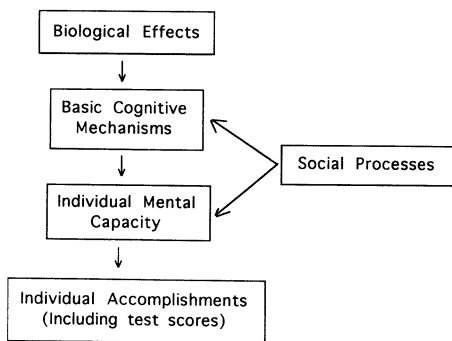 Biological Effects
Basic Cognitive
Mechanisms
Social Processes
Individual Mental
Capacity
Individual Accomplishments
(Including test scores)